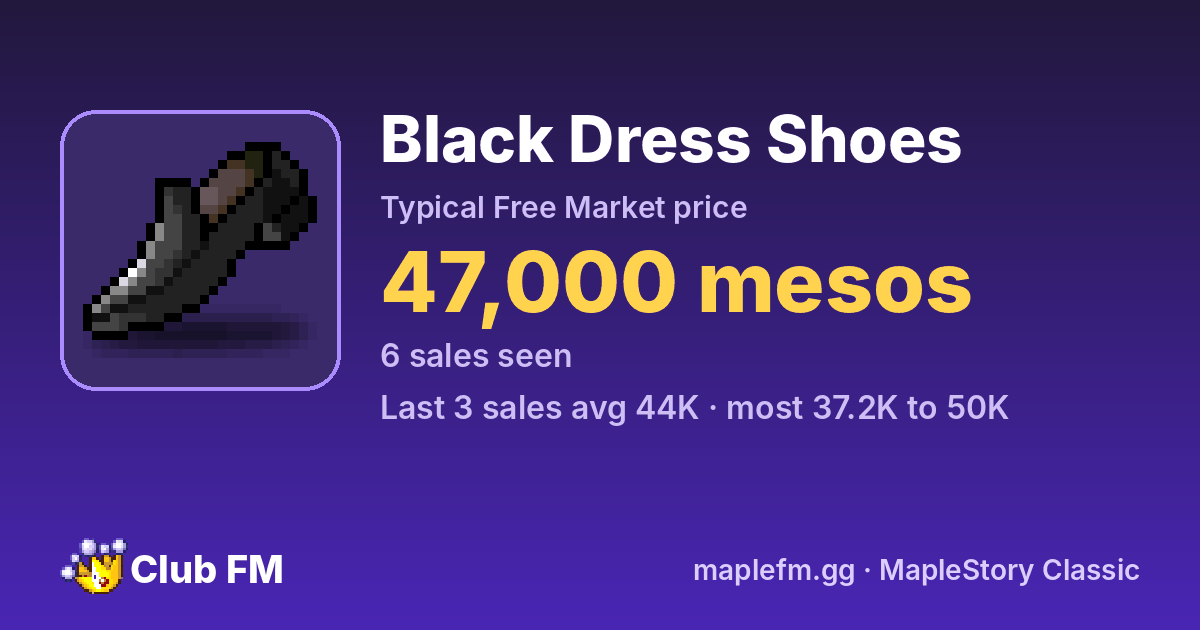 Black Dress Shoes
Typical Free Market price
47,000 mesos
6 sales seen
Last 3 sales avg 44K · most 37.2K to 50K
Club FM
maplefm.gg · MapleStory Classic